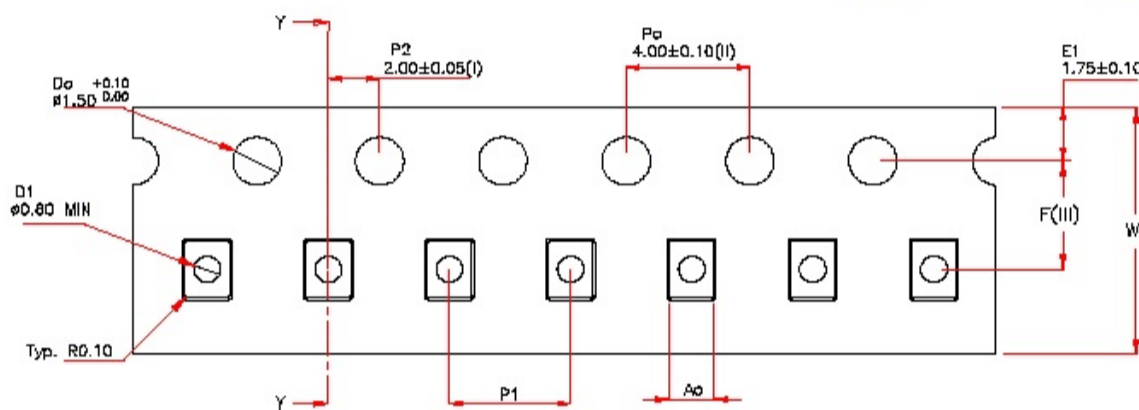 Y
P2
2.00±0.05(I)
Po
4.00±0.10(II)
E1
1.75±0.10
Do +0.10
ø1.50 0.00
D1
ø0.80 MIN
F(III)
W
Typ. R0.10
P1
Ao
Y